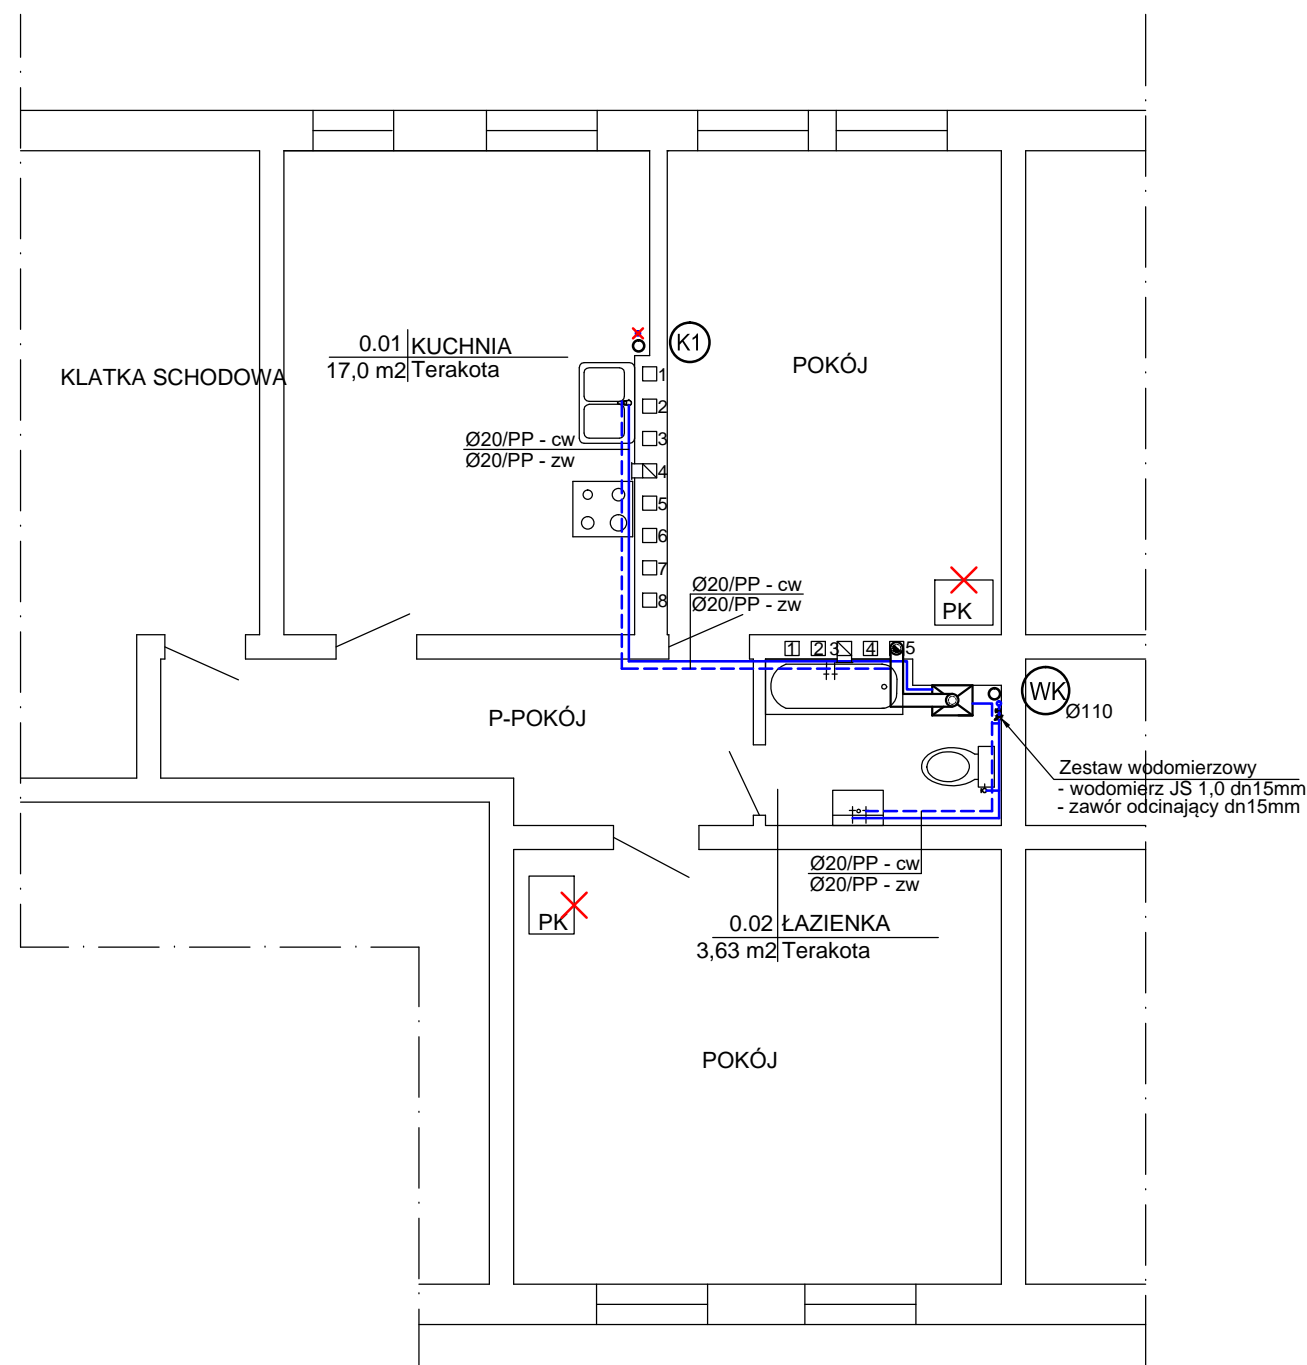 0.01 KUCHNIA
17,0 m2 Terakota
K1
POKÓJ
KLATKA SCHODOWA
1
2
3
4
5
6
7
8
Ø20/PP - cw
Ø20/PP - zw
Ø20/PP - cw
Ø20/PP - zw
PK
1 2 3 4 5
P-POKÓJ
WK
Ø110
Zestaw wodomierzowy
- wodomierz JS 1,0 dn15mm
- zawór odcinający dn15mm
Ø20/PP - cw
Ø20/PP - zw
PK
0.02 ŁAZIENKA
3,63 m2 Terakota
POKÓJ